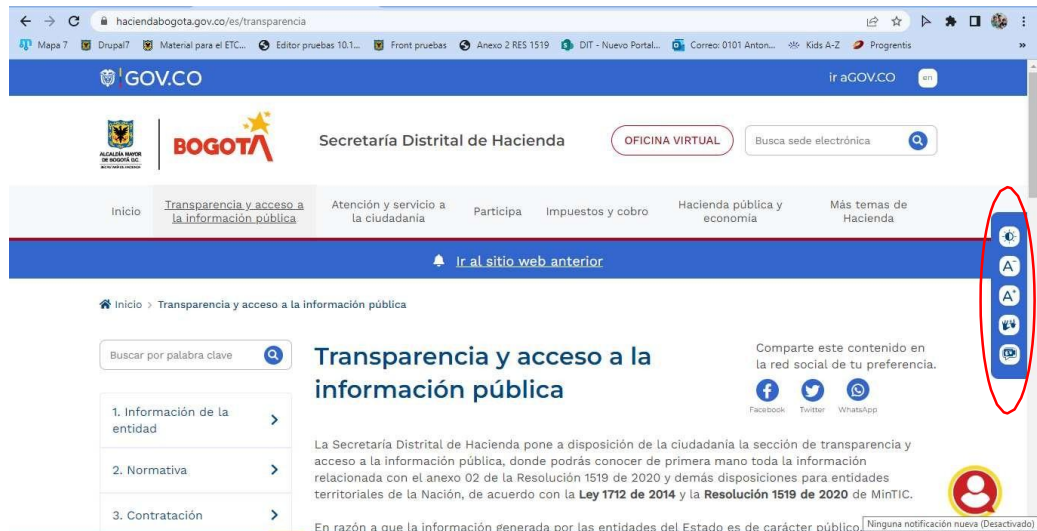 haciendabogota.gov.co/es/transparencia
Mapa 7 Drupal7 Material para el ETC... Editor pruebas 10.1... Front pruebas Anexo 2 RES 1519 DIT - Nuevo Portal... Correo: 0101 Anton... Kids A-Z Progrentis »
GOV.CO ir aGOV.CO en
ALCALDÍA MAYOR
DE BOGOTÁ D.C.
BOGOTÁ Secretaría Distrital de Hacienda OFICINA VIRTUAL Busca sede electrónica
Inicio Transparencia y acceso a la información pública Atención y servicio a la ciudadanía Participa Impuestos y cobro Hacienda pública y economía Más temas de Hacienda
Ir al sitio web anterior
A-
A+
Inicio > Transparencia y acceso a la información pública
Buscar por palabra clave
1. Información de la
entidad
2. Normativa
3. Contratación
Transparencia y acceso a la
información pública
Comparte este contenido en
la red social de tu preferencia.
Facebook Twitter WhatsApp
La Secretaría Distrital de Hacienda pone a disposición de la ciudadanía la sección de transparencia y
acceso a la información pública, donde podrás conocer de primera mano toda la información
relacionada con el anexo 02 de la Resolución 1519 de 2020 y demás disposiciones para entidades
territoriales de la Nación, de acuerdo con la Ley 1712 de 2014 y la Resolución 1519 de 2020 de MinTIC.
En razón a que la información generada por las entidades del Estado es de carácter público,
Ninguna notificación nueva (Desactivado)